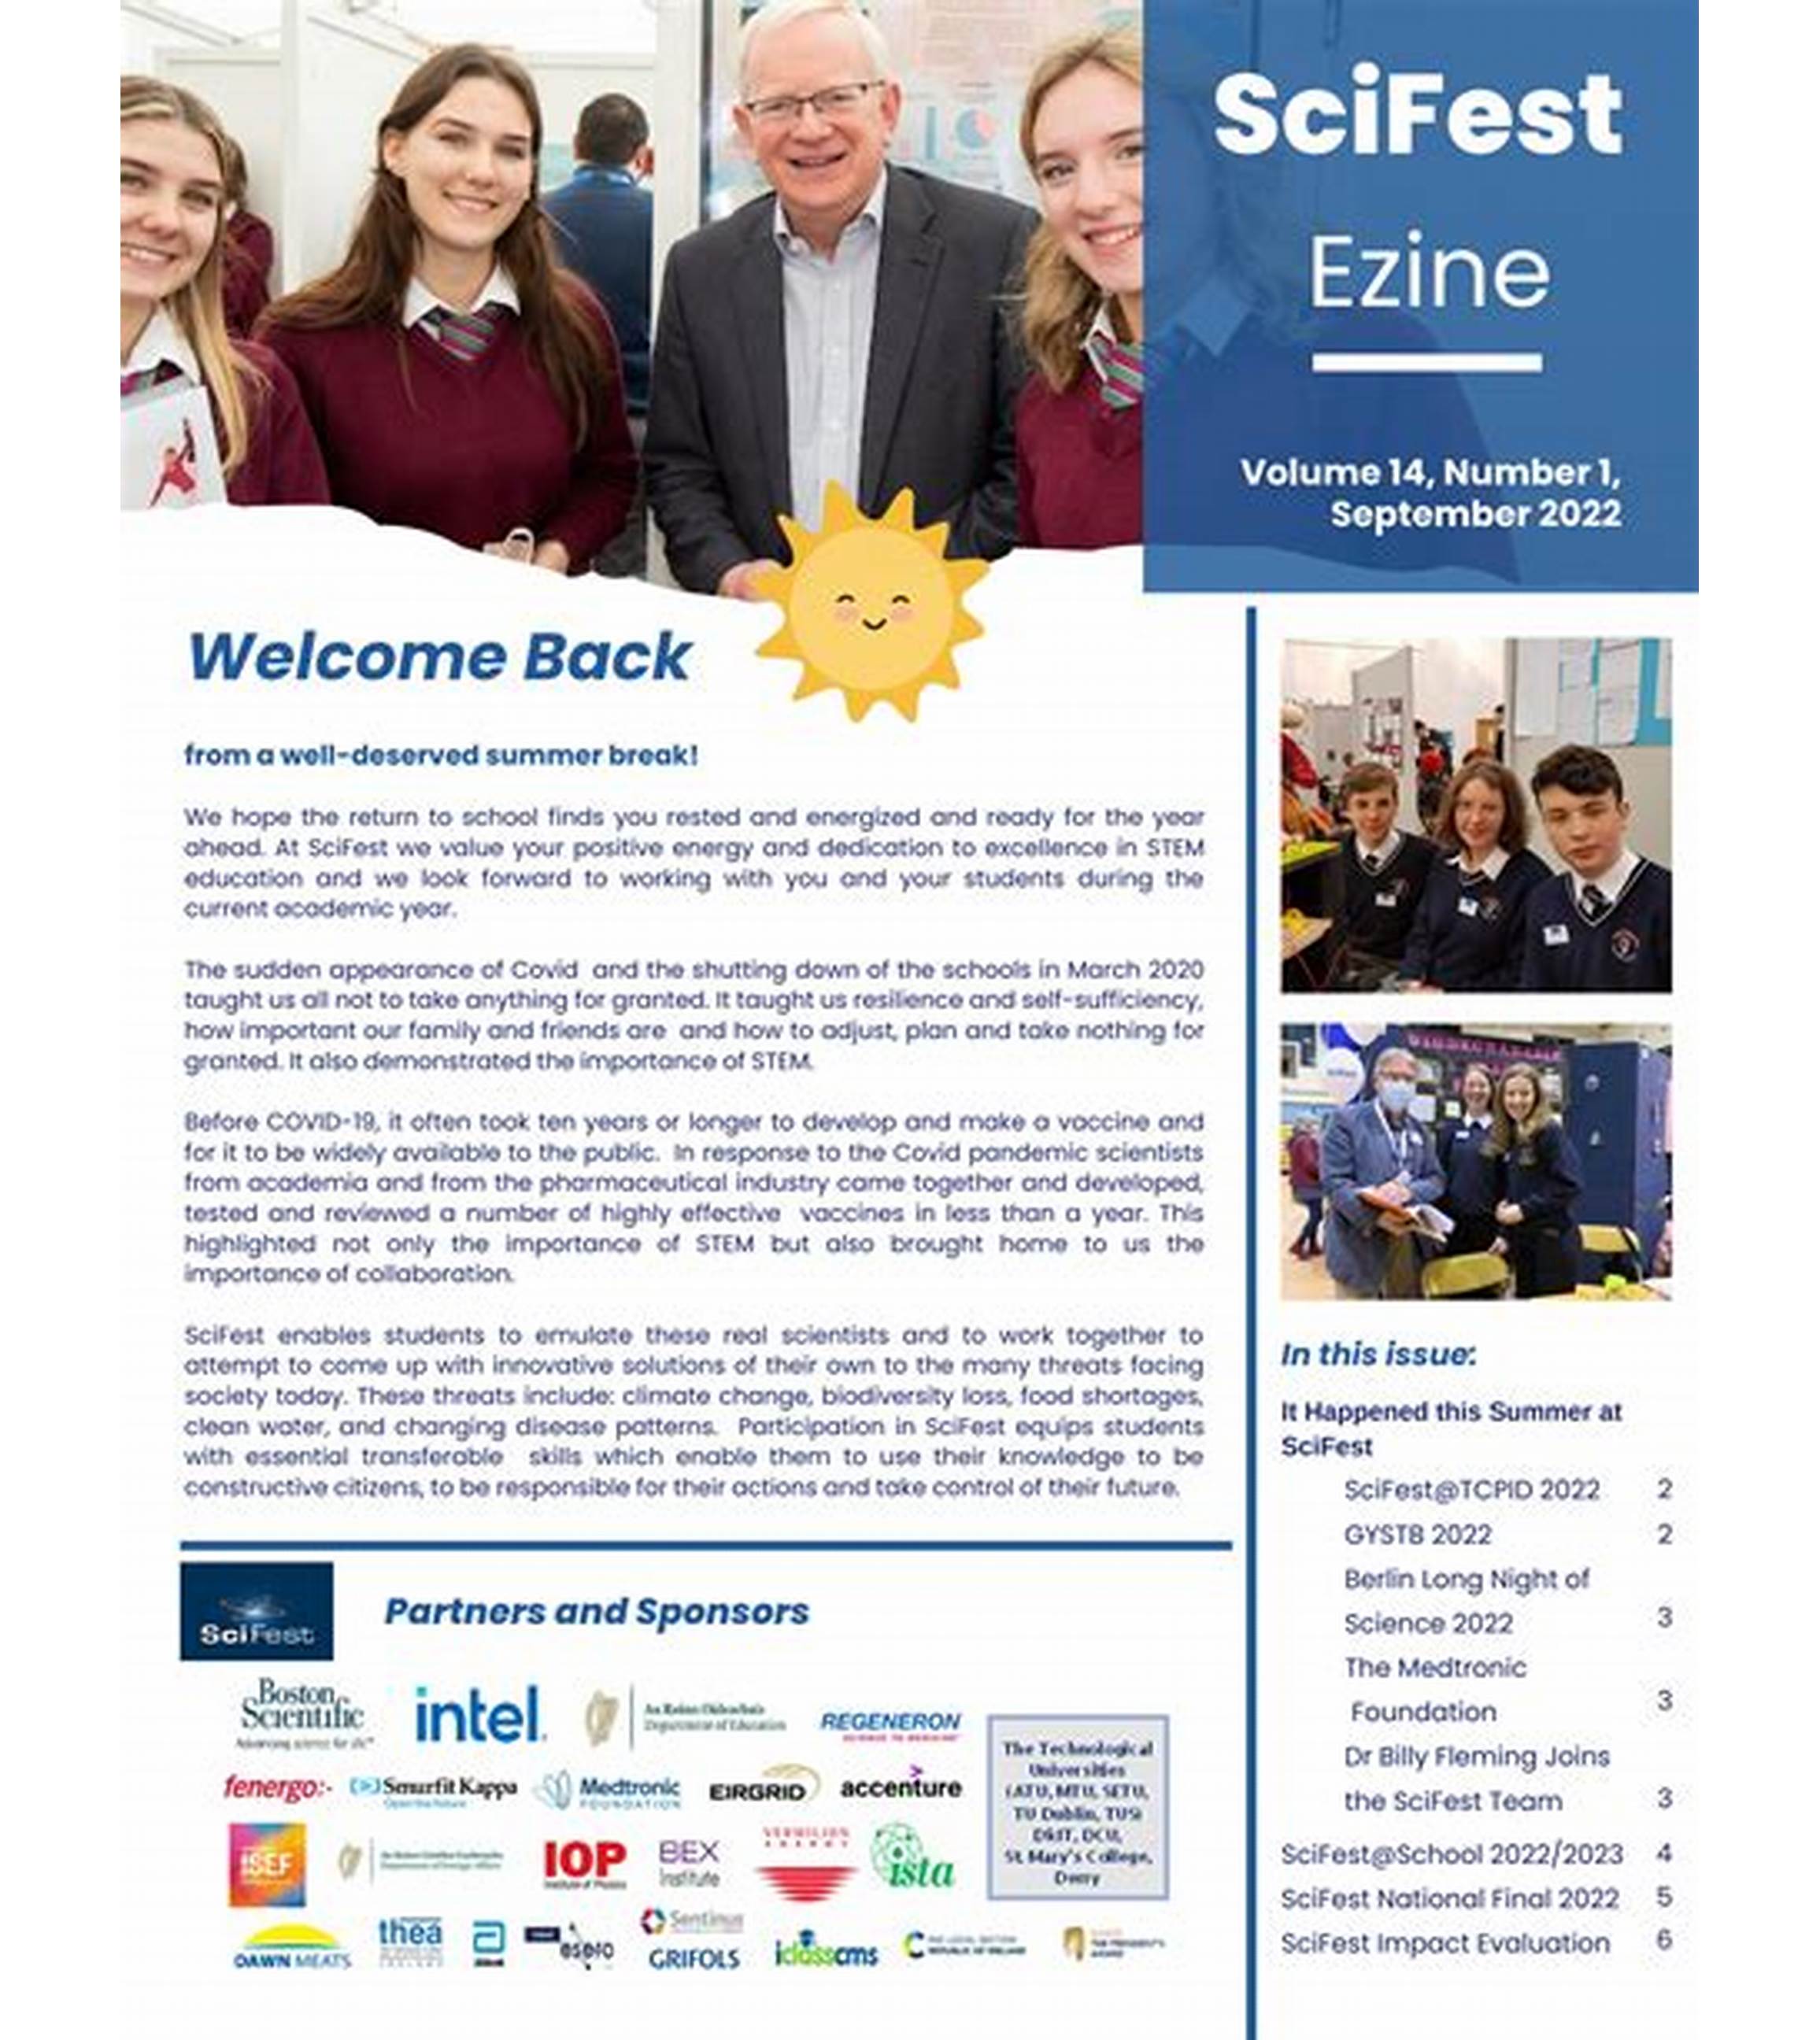 SciFest
Ezine
Volume 14, Number 1,
September 2022
Welcome Back
from a well-deserved summer break!
We hope the return to school finds you rested and energized and ready for the year
ahead. At SciFest we value your positive energy and dedication to excellence in STEM
education and we look forward to working with you and your students during the
current academic year.
The sudden appearance of Covid and the shutting down of the schools in March 2020
taught us all not to take anything for granted. It taught us resilience and self-sufficiency,
how important our family and friends are and how to adjust, plan and take nothing for
granted. It also demonstrated the importance of STEM.
Before COVID-19, it often took ten years or longer to develop and make a vaccine and
for it to be widely available to the public. In response to the Covid pandemic scientists
from academia and from the pharmaceutical industry came together and developed,
tested and reviewed a number of highly effective vaccines in less than a year. This
highlighted not only the importance of STEM but also brought home to us the
importance of collaboration.
SciFest enables students to emulate these real scientists and to work together to
attempt to come up with innovative solutions of their own to the many threats facing
society today. These threats include: climate change, biodiversity loss, food shortages,
clean water, and changing disease patterns. Participation in SciFest equips students
with essential transferable skills which enable them to use their knowledge to be
constructive citizens, to be responsible for their actions and take control of their future.
SciFest
Partners and Sponsors
Boston
Scientific
Advancing science for life™
intel.
Department of Education
REGENERON
SCIENCE TO MEDICINE
fenergo:-
Smurfit Kappa
Open the future
Medtronic
FOUNDATION
EIRGRID
accenture
The Technological
Universities
(ATU, MTU, SETU,
TU Dublin, TUS)
DkIT, DCU,
St. Mary's College,
Derry
ISEF
Department of Foreign Affairs
IOP
Institute of Physics
BEX
Institute
VERMILION
ENERGY
ista
DAWN MEATS
thea
esero
Sentinus
GRIFOLS
iclasscms
REPUBLIC OF IRELAND
In this issue:
It Happened this Summer at
SciFest
SciFest@TCPID 2022 2
GYSTB 2022 2
Berlin Long Night of
Science 2022 3
The Medtronic
Foundation 3
Dr Billy Fleming Joins
the SciFest Team 3
SciFest@School 2022/2023 4
SciFest National Final 2022 5
SciFest Impact Evaluation 6